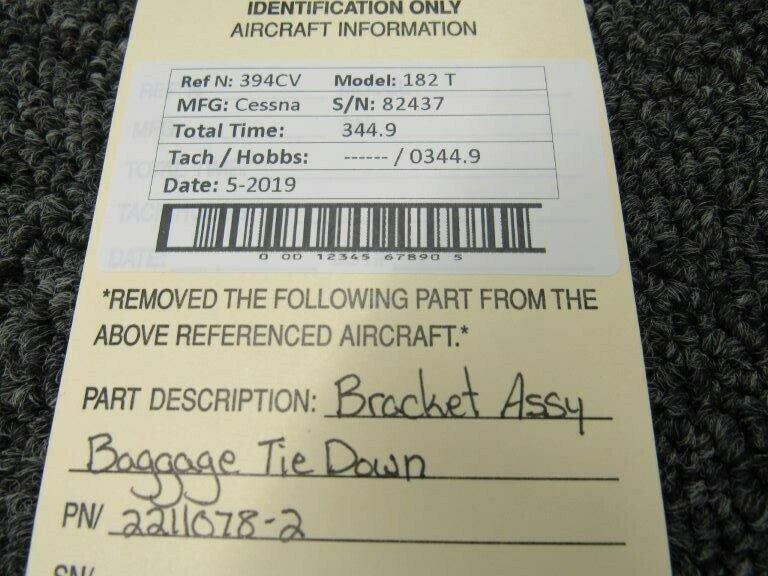 IDENTIFICATION ONLY
AIRCRAFT INFORMATION
Ref N: 394CV Model: 182 T
MFG: Cessna S/N: 82437
Total Time: 344.9
Tach / Hobbs: ------ / 0344.9
Date: 5-2019
0 00 12345 67890 5
DATE:
*REMOVED THE FOLLOWING PART FROM THE
ABOVE REFERENCED AIRCRAFT.*
PART DESCRIPTION: Bracket Assy
Baggage Tie Down
PN/ 2211078-2
SN/